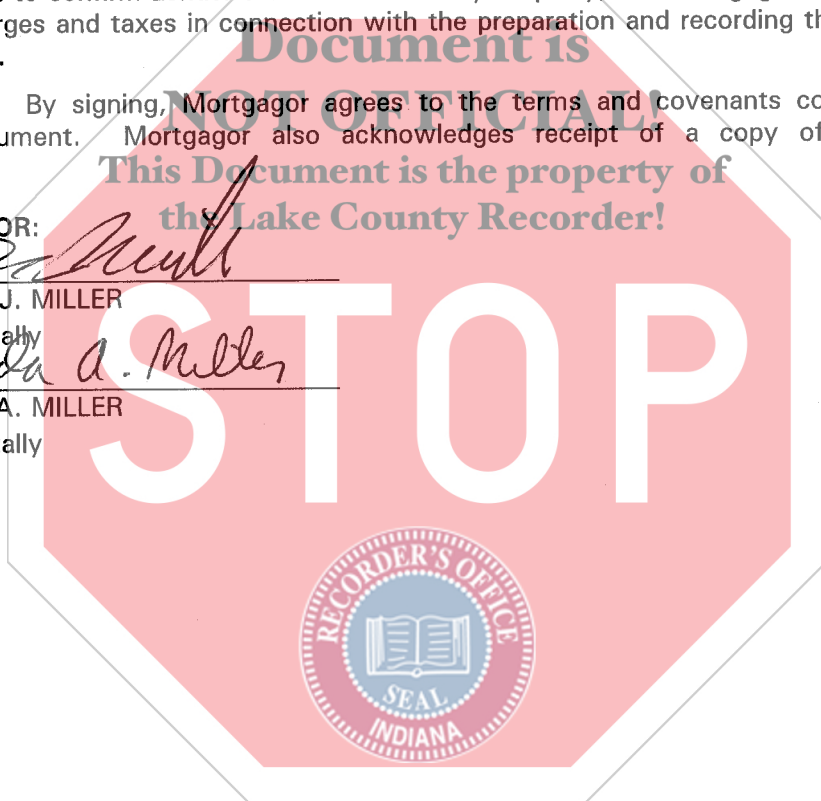 rges and taxes in connection with the preparation and recording th
Document is
By signing, Mortgagor agrees to the terms and covenants co
NOT OFFICIAL!
ument. Mortgagor also acknowledges receipt of a copy of
This Document is the property of
the Lake County Recorder!
OR:
J. MILLER
ally
da A. Miller
A. MILLER
ally
STOP
RECORDER'S OFFICE
SEAL
INDIANA